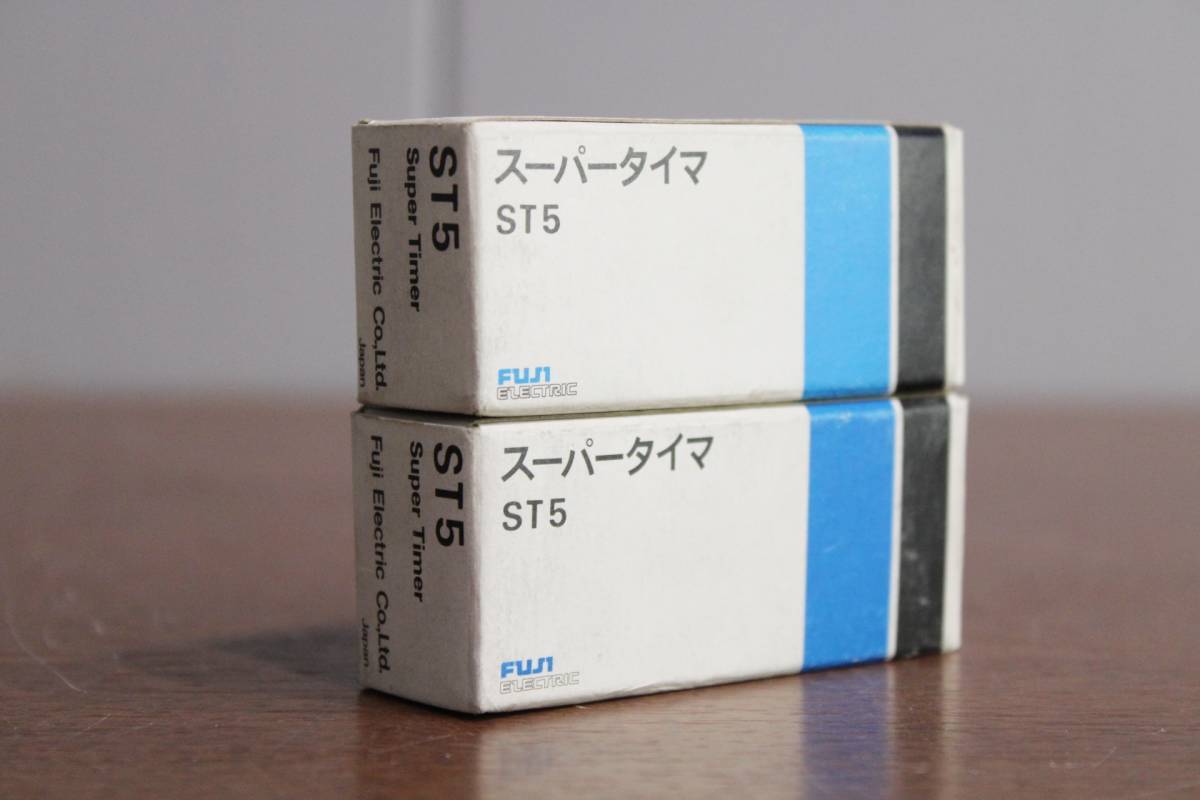 ST5
Super Timer
Fuji Electric Co.,Ltd.
Japan
スーパータイマ
ST5
FUJI
ELECTRIC
ST5
Super Timer
Fuji Electric Co.,Ltd.
Japan
スーパータイマ
ST5
FUJI
ELECTRIC